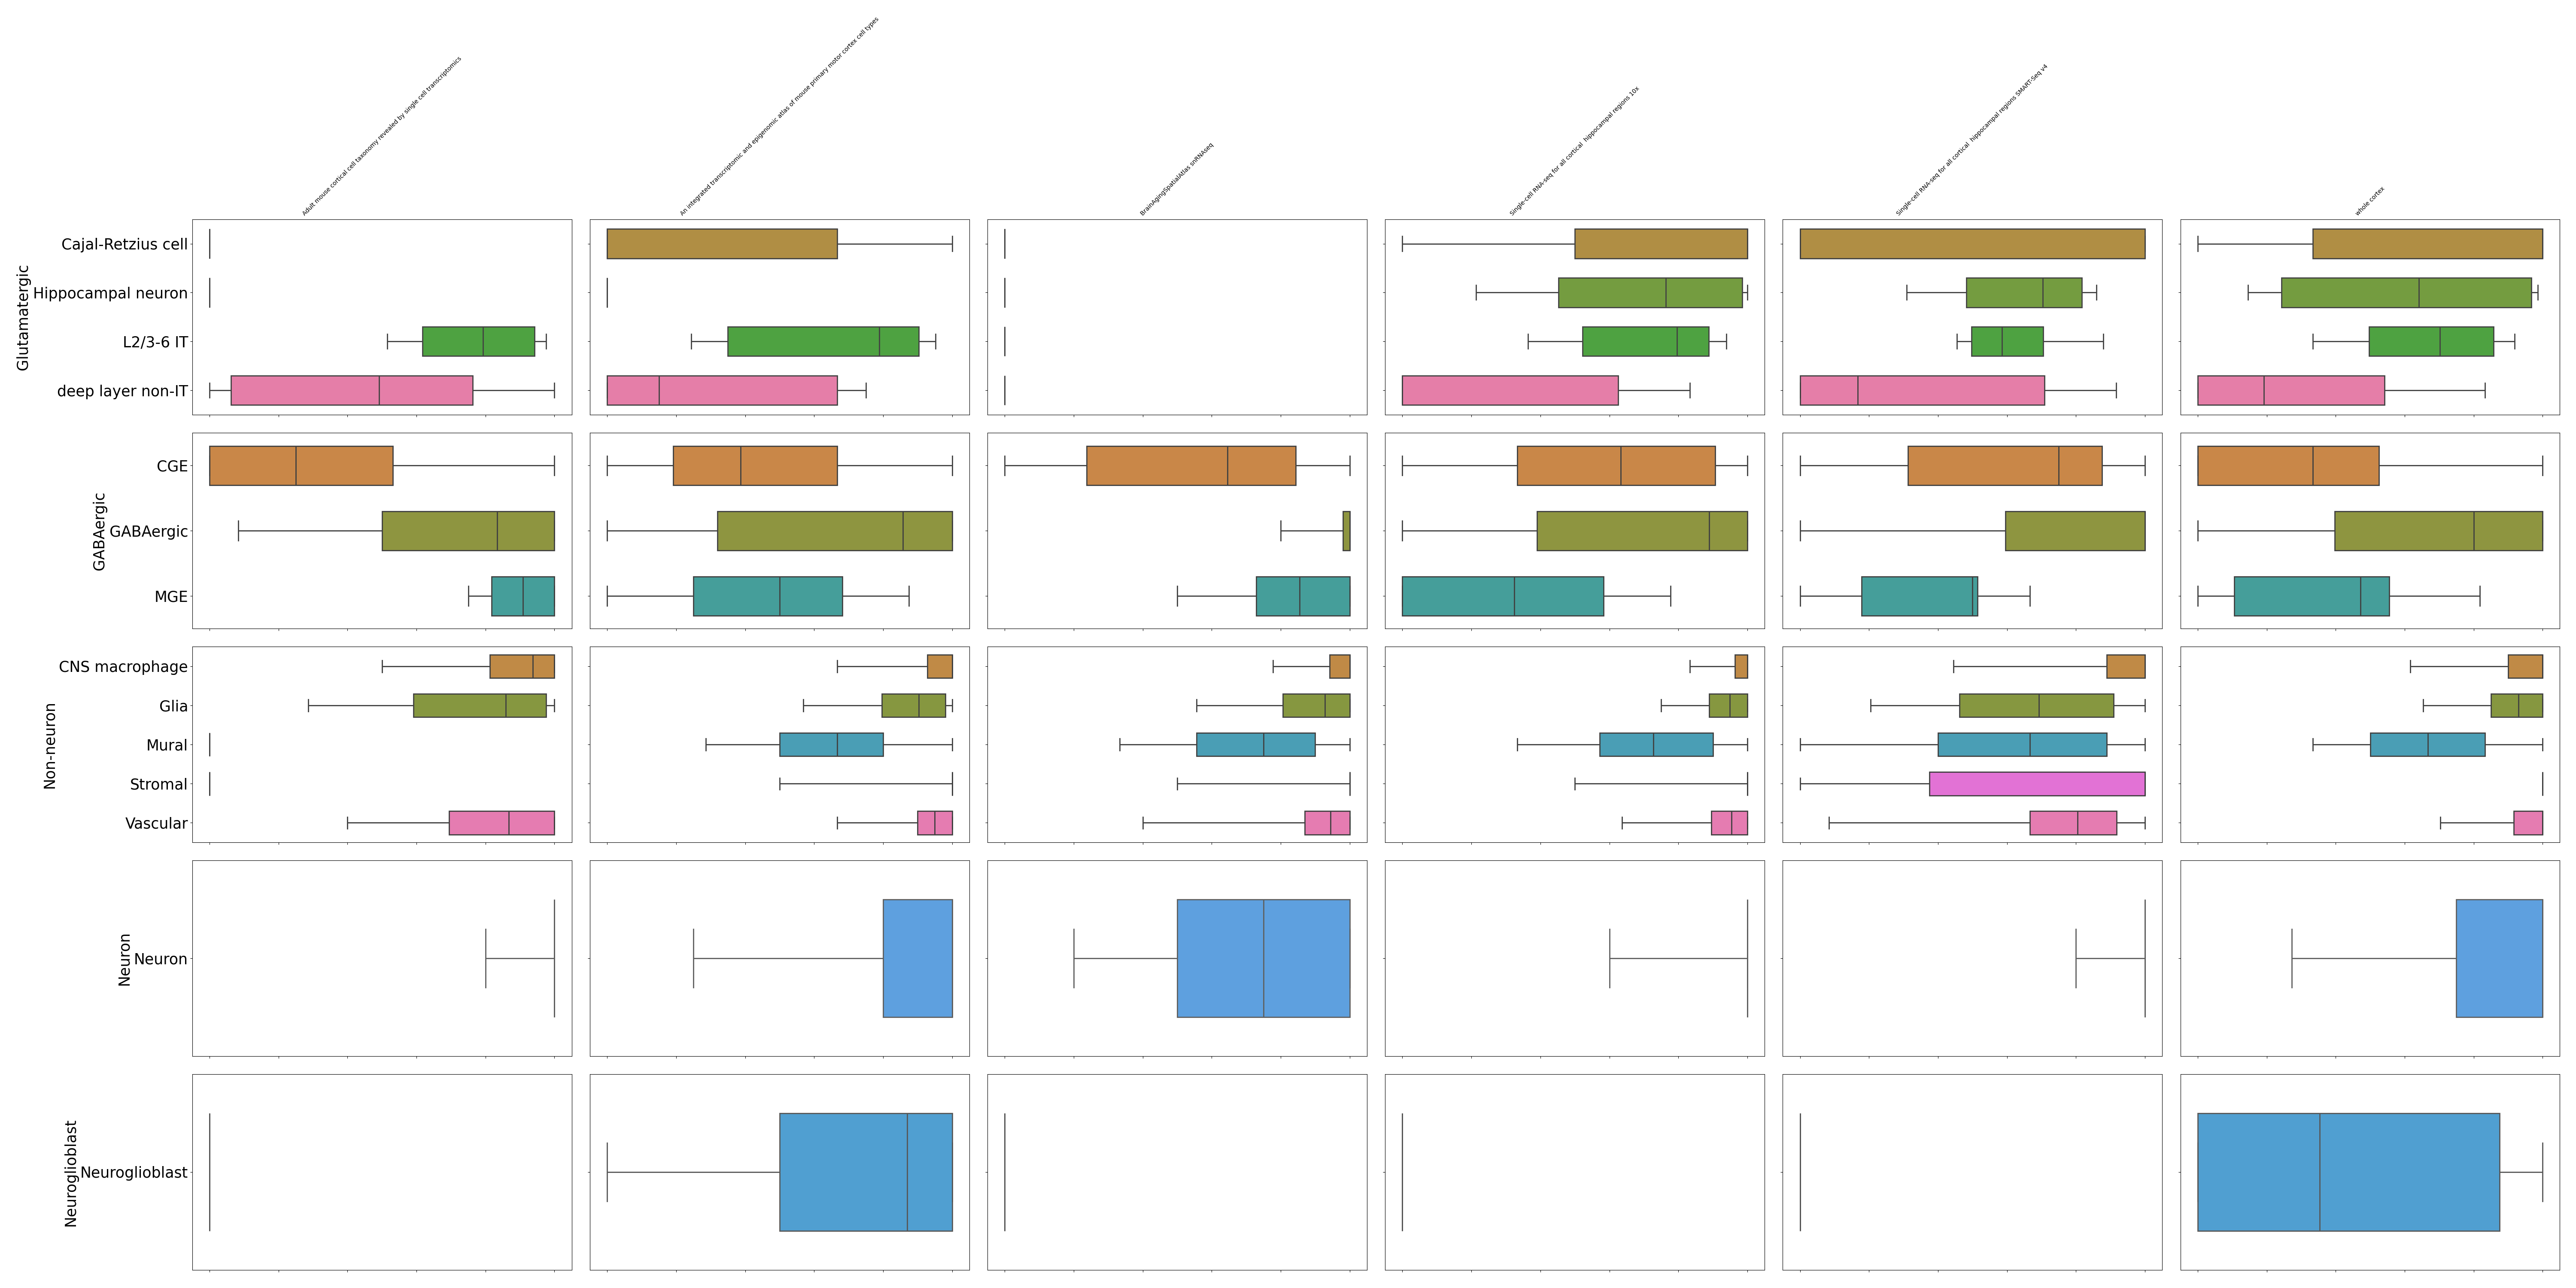 Adult mouse cortical cell taxonomy revealed by single cell transcriptomics
An integrated transcriptomic and epigenomic atlas of mouse primary motor cortex cell types
BrainAgingSpatialAtlas snRNAseq
Single-cell RNA-seq for all cortical  hippocampal regions 10x
Single-cell RNA-seq for all cortical  hippocampal regions SMART-Seq v4
whole cortex
Glutamatergic
Cajal-Retzius cell
Hippocampal neuron
L2/3-6 IT
deep layer non-IT
GABAergic
CGE
GABAergic
MGE
Non-neuron
CNS macrophage
Glia
Mural
Stromal
Vascular
Neuron
Neuron
Neuroglioblast
Neuroglioblast